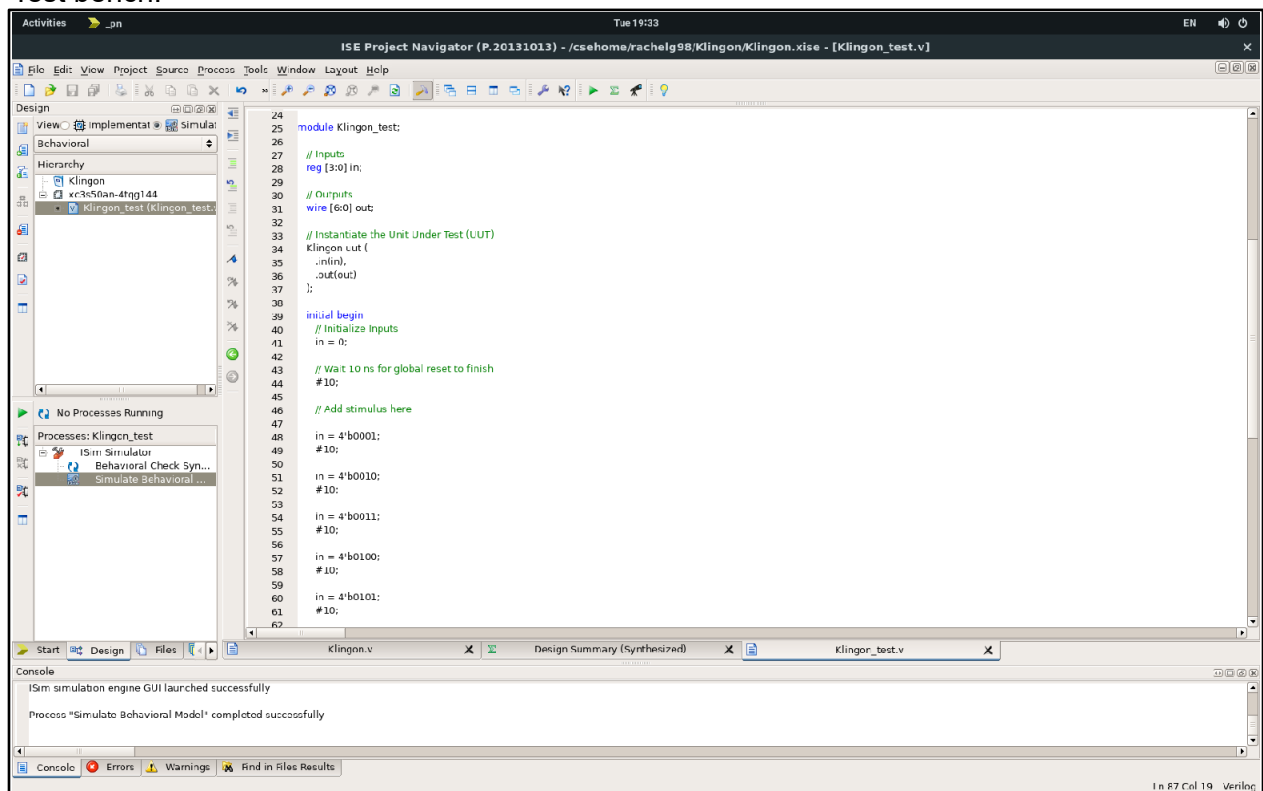 Test bench:
Activities _pn Tue 19:33 EN
ISE Project Navigator (P.20131013) - /csehome/rachelg98/Klingon/Klingon.xise - [Klingon_test.v]
File Edit View Project Source Process Tools Window Layout Help
Design
View Implementat Simulat
Behavioral
Hierarchy
Klingon
xc3s50an-4tqg144
Klingon_test (Klingon_test.
No Processes Running
Processes: Klingon_test
ISim Simulator
Behavioral Check Syn...
Simulate Behavioral ...
Start Design Files
24
25 module Klingon_test;
26
27 // Inputs
28 reg [3:0] in;
29
30 // Outputs
31 wire [6:0] out;
32
33 // Instantiate the Unit Under Test (UUT)
34 Klingon uut (
35 .in(in),
36 .out(out)
37 );
38
39 initial begin
40 // Initialize Inputs
41 in = 0;
42
43 // Wait 10 ns for global reset to finish
44 #10;
45
46 // Add stimulus here
47
48 in = 4'b0001;
49 #10;
50
51 in = 4'b0010;
52 #10;
53
54 in = 4'b0011;
55 #10;
56
57 in = 4'b0100;
58 #10;
59
60 in = 4'b0101;
61 #10;
62
Klingon.v Design Summary (Synthesized) Klingon_test.v
Console
ISim simulation engine GUI launched successfully
Process "Simulate Behavioral Model" completed successfully
Console Errors Warnings Find in Files Results
Ln 87 Col 19 Verilog